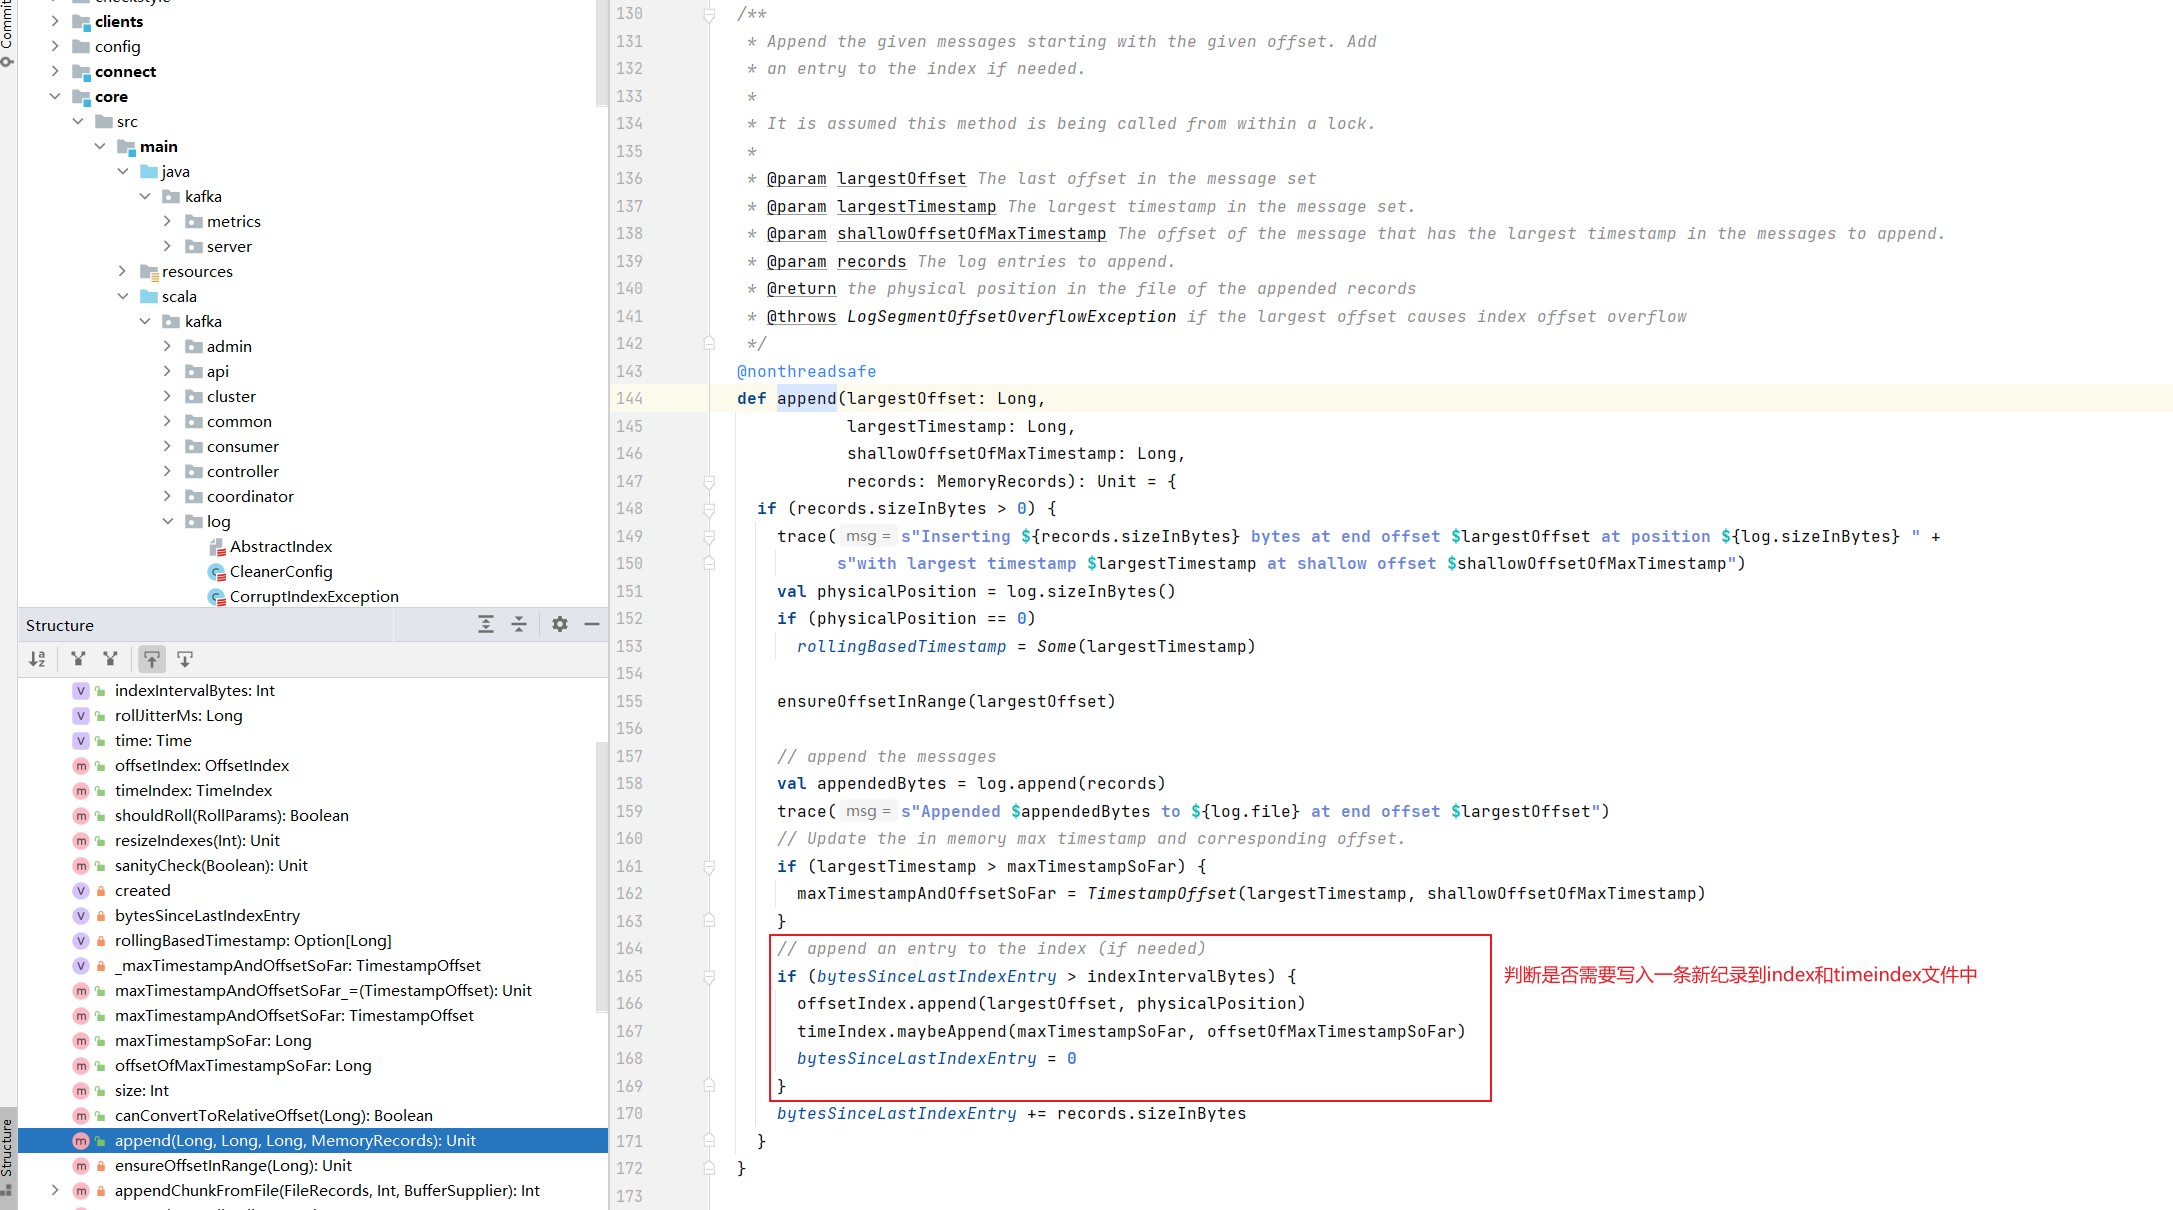 Commit
checkstyle
clients
config
connect
core
src
main
java
kafka
metrics
server
resources
scala
kafka
admin
api
cluster
common
consumer
controller
coordinator
log
AbstractIndex
CleanerConfig
CorruptIndexException
Structure
indexIntervalBytes: Int
rollJitterMs: Long
time: Time
offsetIndex: OffsetIndex
timeIndex: TimeIndex
shouldRoll(RollParams): Boolean
resizeIndexes(Int): Unit
sanityCheck(Boolean): Unit
created
bytesSinceLastIndexEntry
rollingBasedTimestamp: Option[Long]
_maxTimestampAndOffsetSoFar: TimestampOffset
maxTimestampAndOffsetSoFar_=(TimestampOffset): Unit
maxTimestampAndOffsetSoFar: TimestampOffset
maxTimestampSoFar: Long
offsetOfMaxTimestampSoFar: Long
size: Int
canConvertToRelativeOffset(Long): Boolean
append(Long, Long, Long, MemoryRecords): Unit
ensureOffsetInRange(Long): Unit
appendChunkFromFile(FileRecords, Int, BufferSupplier): Int
Structure
130 /**
131 * Append the given messages starting with the given offset. Add
132 * an entry to the index if needed.
133 *
134 * It is assumed this method is being called from within a lock.
135 *
136 * @param largestOffset The last offset in the message set
137 * @param largestTimestamp The largest timestamp in the message set.
138 * @param shallowOffsetOfMaxTimestamp The offset of the message that has the largest timestamp in the messages to append.
139 * @param records The log entries to append.
140 * @return the physical position in the file of the appended records
141 * @throws LogSegmentOffsetOverflowException if the largest offset causes index offset overflow
142 */
143 @nonthreadsafe
144 def append(largestOffset: Long,
145 largestTimestamp: Long,
146 shallowOffsetOfMaxTimestamp: Long,
147 records: MemoryRecords): Unit = {
148 if (records.sizeInBytes > 0) {
149 trace( msg = s"Inserting ${records.sizeInBytes} bytes at end offset $largestOffset at position ${log.sizeInBytes} " +
150 s"with largest timestamp $largestTimestamp at shallow offset $shallowOffsetOfMaxTimestamp")
151 val physicalPosition = log.sizeInBytes()
152 if (physicalPosition == 0)
153 rollingBasedTimestamp = Some(largestTimestamp)
154
155 ensureOffsetInRange(largestOffset)
156
157 // append the messages
158 val appendedBytes = log.append(records)
159 trace( msg = s"Appended $appendedBytes to ${log.file} at end offset $largestOffset")
160 // Update the in memory max timestamp and corresponding offset.
161 if (largestTimestamp > maxTimestampSoFar) {
162 maxTimestampAndOffsetSoFar = TimestampOffset(largestTimestamp, shallowOffsetOfMaxTimestamp)
163 }
164 // append an entry to the index (if needed)
165 if (bytesSinceLastIndexEntry > indexIntervalBytes) {
判断是否需要写入一条新纪录到index和timeindex文件中
166 offsetIndex.append(largestOffset, physicalPosition)
167 timeIndex.maybeAppend(maxTimestampSoFar, offsetOfMaxTimestampSoFar)
168 bytesSinceLastIndexEntry = 0
169 }
170 bytesSinceLastIndexEntry += records.sizeInBytes
171 }
172 }
173